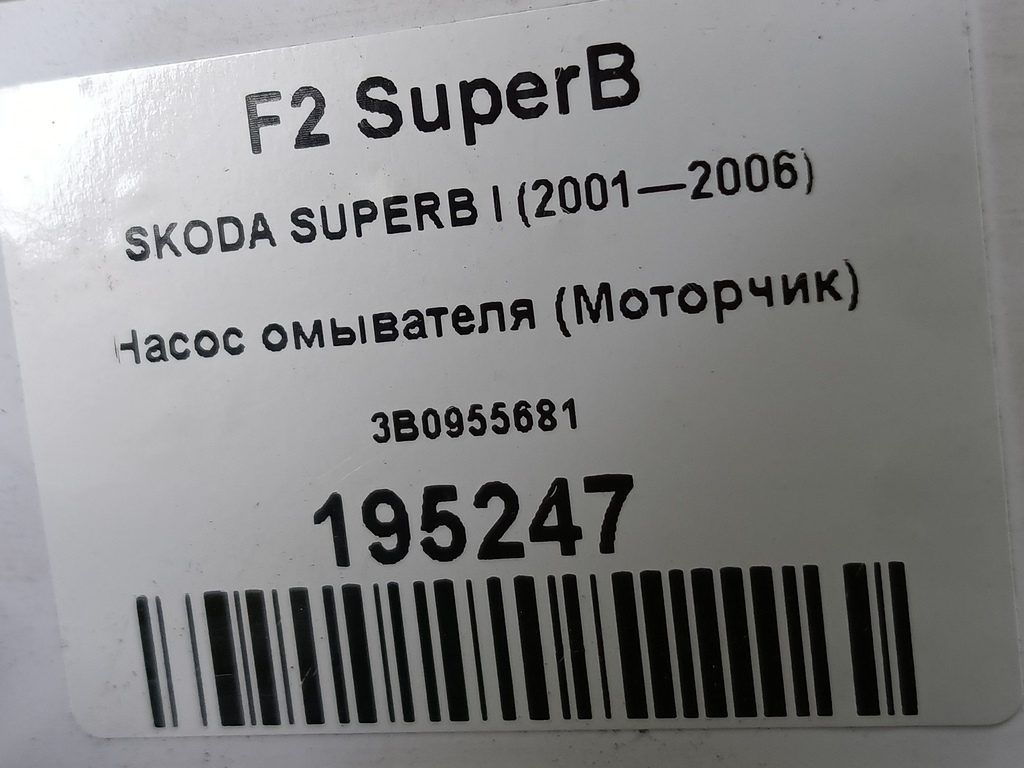 F2 SuperB
SKODA SUPERB I (2001—2006)
Насос омывателя (Моторчик)
3B0955681
195247